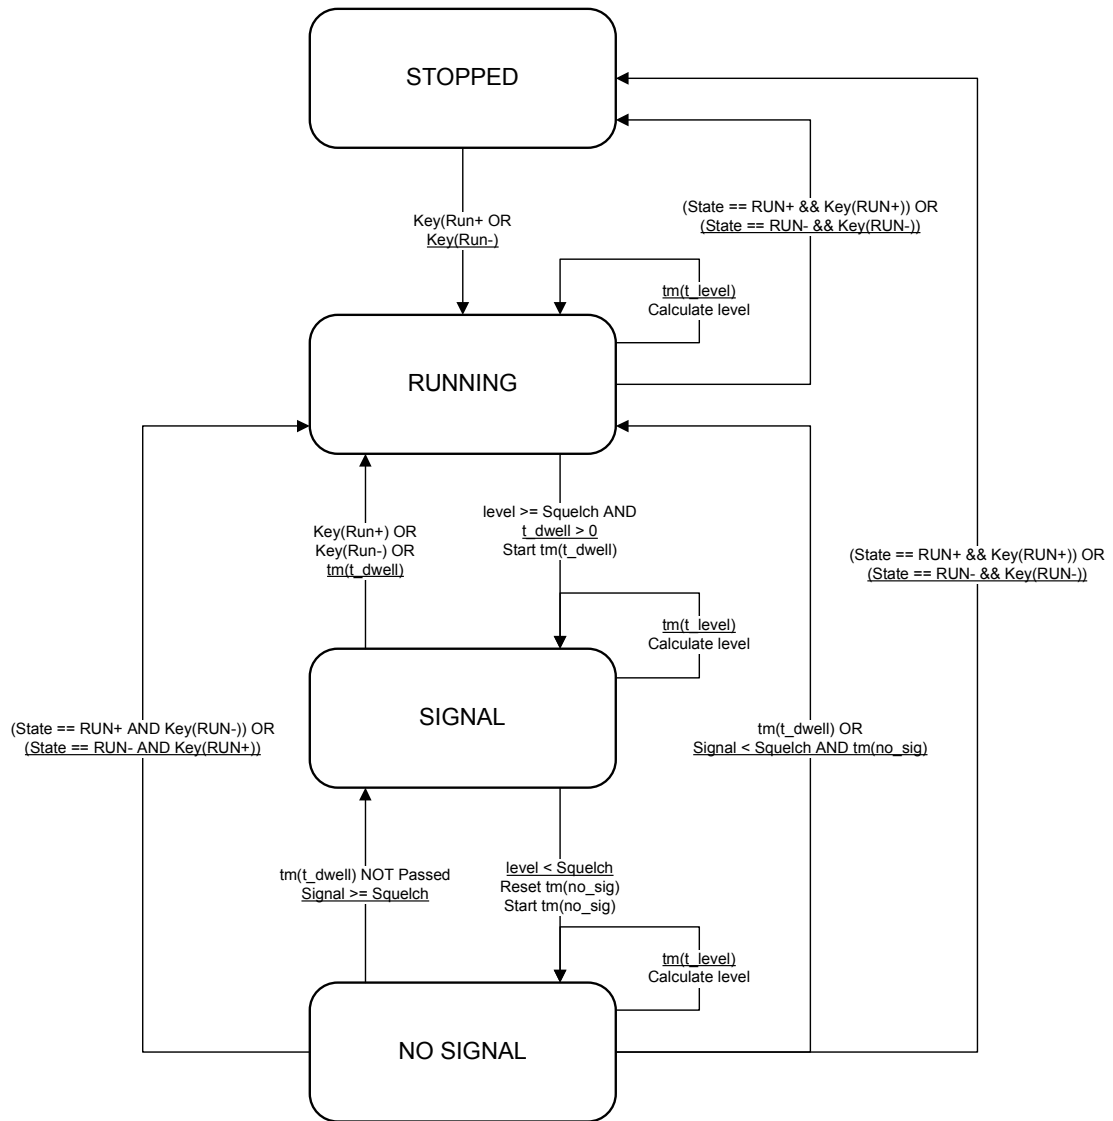 STOPPED
Key(Run+ OR
Key(Run-)
(State == RUN+ && Key(RUN+)) OR
(State == RUN- && Key(RUN-))
tm(t_level)
Calculate level
RUNNING
Key(Run+) OR
Key(Run-) OR
tm(t_dwell)
level >= Squelch AND
t_dwell > 0
Start tm(t_dwell)
(State == RUN+ && Key(RUN+)) OR
(State == RUN- && Key(RUN-))
tm(t_level)
Calculate level
SIGNAL
(State == RUN+ AND Key(RUN-)) OR
(State == RUN- AND Key(RUN+))
tm(t_dwell) OR
Signal < Squelch AND tm(no_sig)
tm(t_dwell) NOT Passed
Signal >= Squelch
level < Squelch
Reset tm(no_sig)
Start tm(no_sig)
tm(t_level)
Calculate level
NO SIGNAL